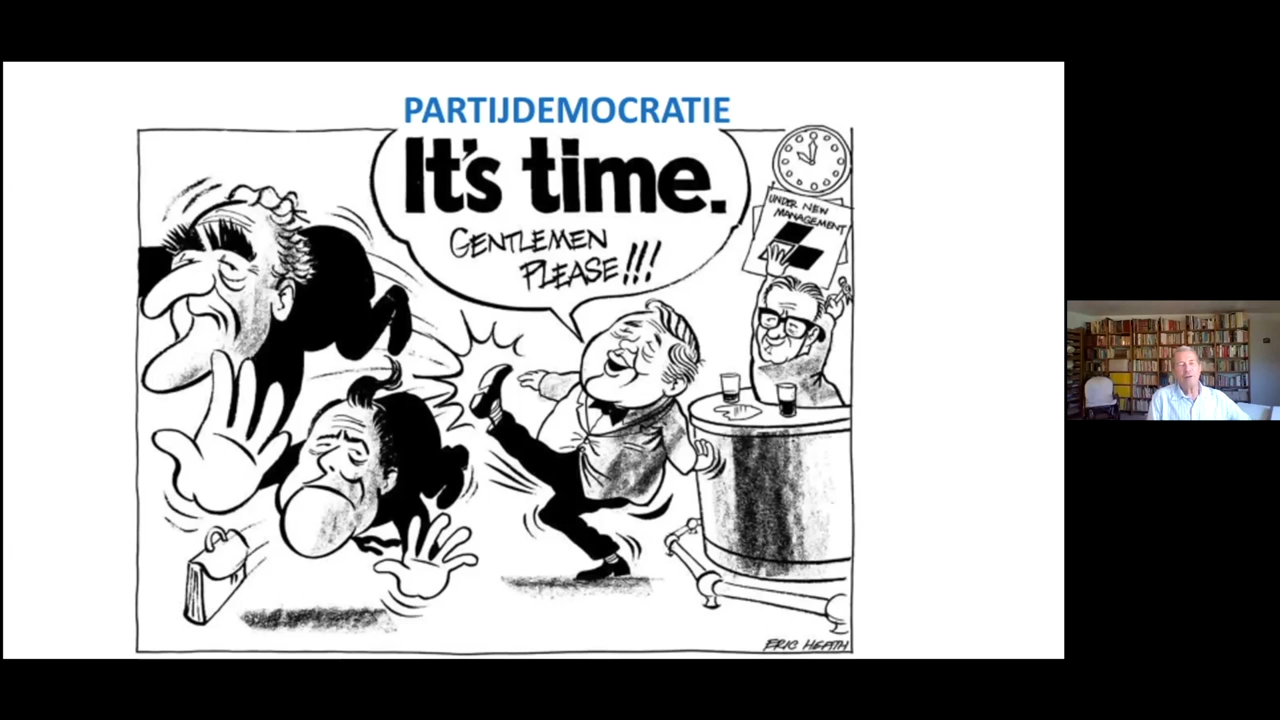 PARTIJDEMOCRATIE
It's time.
GENTLEMEN
PLEASE!!!
UNDER NEW
MANAGEMENT
ERIC HEATH